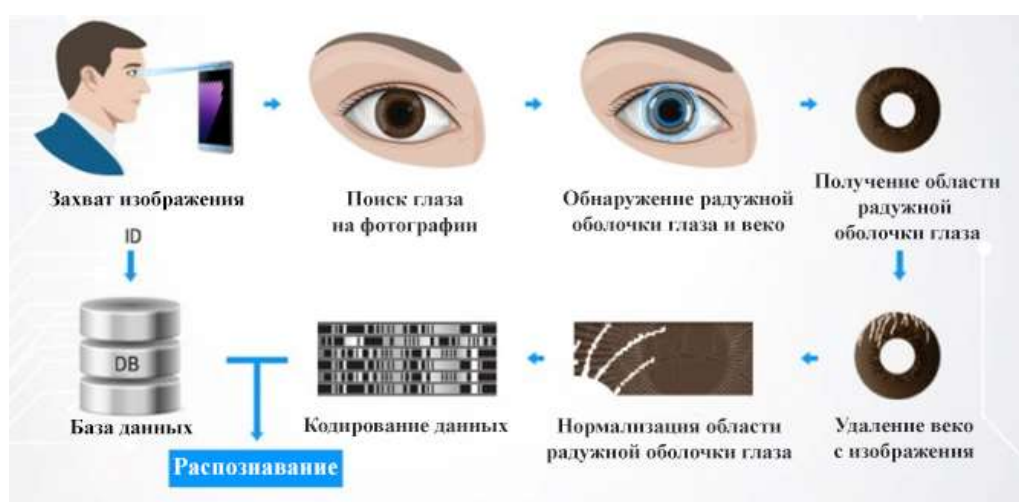 Захват изображения
Поиск глаза
на фотографии
Обнаружение радужной
оболочки глаза и веко
Получение области
радужной
оболочки глаза
ID
DB
База данных
Кодирование данных
Нормализация области
радужной оболочки глаза
Удаление веко
с изображения
Распознавание